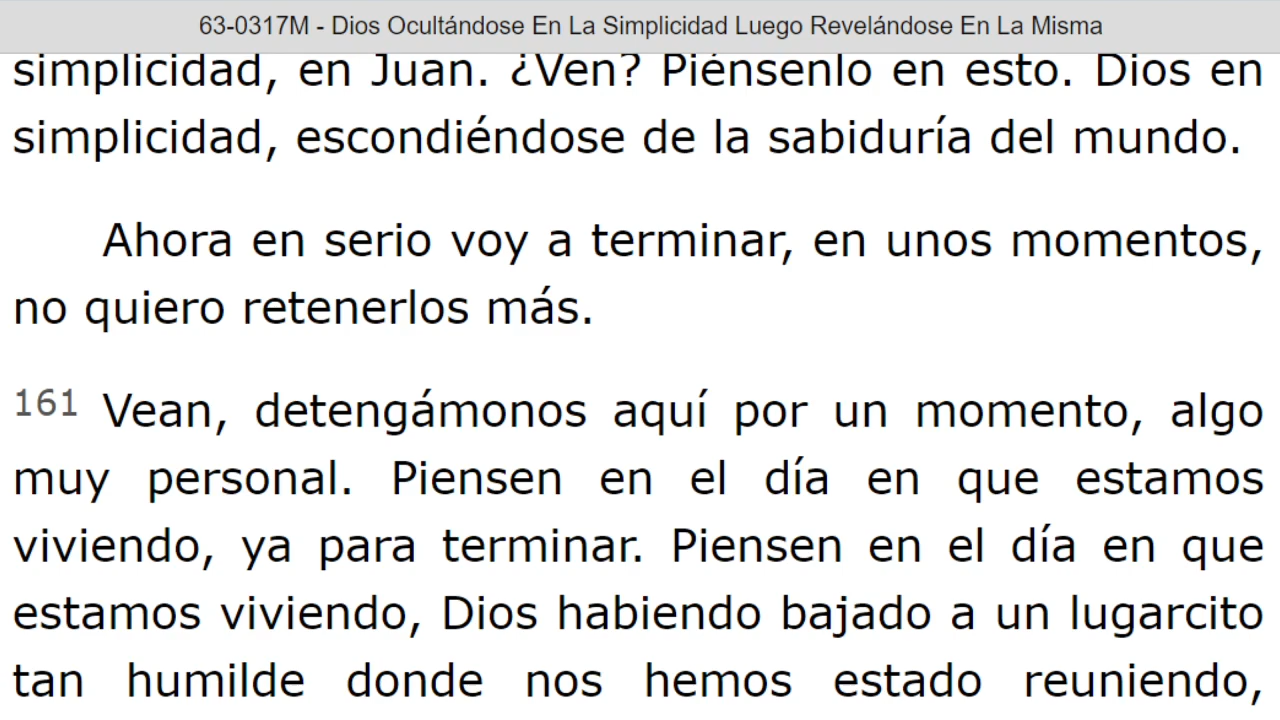 63-0317M - Dios Ocultándose En La Simplicidad Luego Revelándose En La Misma
simplicidad, en Juan. ¿Ven? Piénsenlo en esto. Dios en
simplicidad, escondiéndose de la sabiduría del mundo.
Ahora en serio voy a terminar, en unos momentos,
no quiero retenerlos más.
161 Vean, detengámonos aquí por un momento, algo
muy personal. Piensen en el día en que estamos
viviendo, ya para terminar. Piensen en el día en que
estamos viviendo, Dios habiendo bajado a un lugarcito
tan humilde donde nos hemos estado reuniendo,